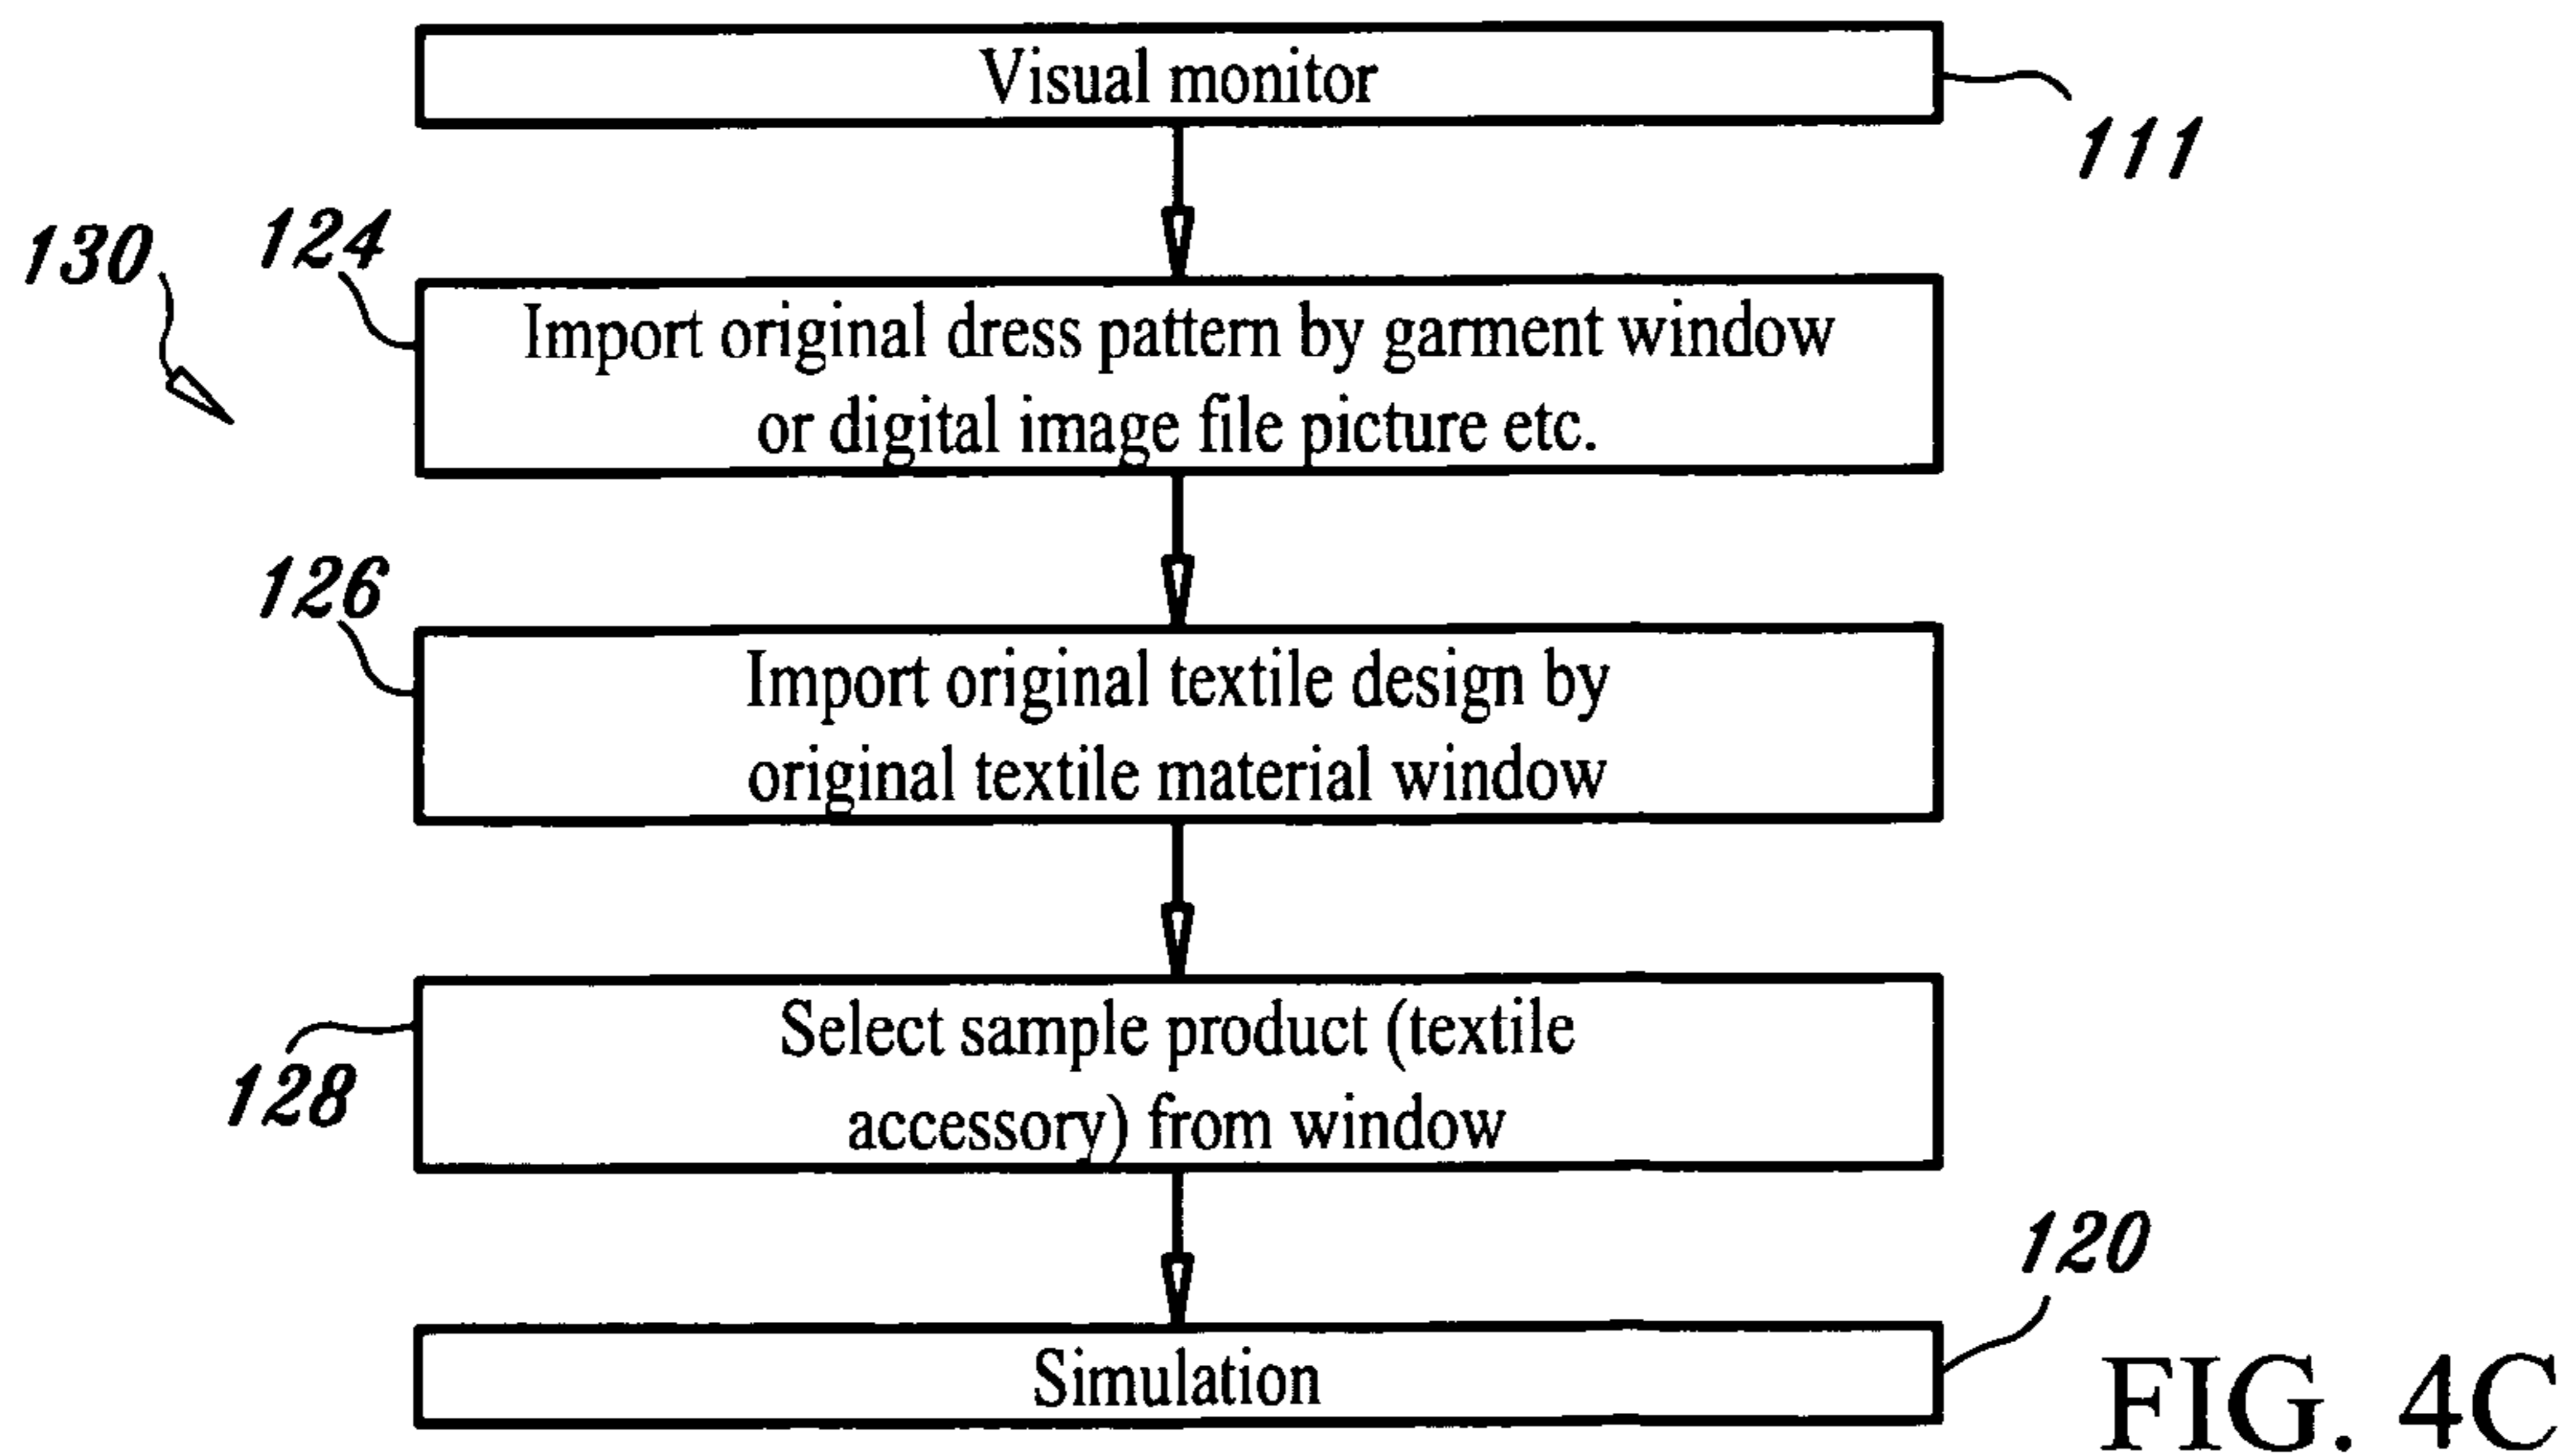 Visual monitor
111
130
124
Import original dress pattern by garment window
or digital image file picture etc.
126
Import original textile design by
original textile material window
Select sample product (textile
accessory) from window
128
120
Simulation
FIG. 4C